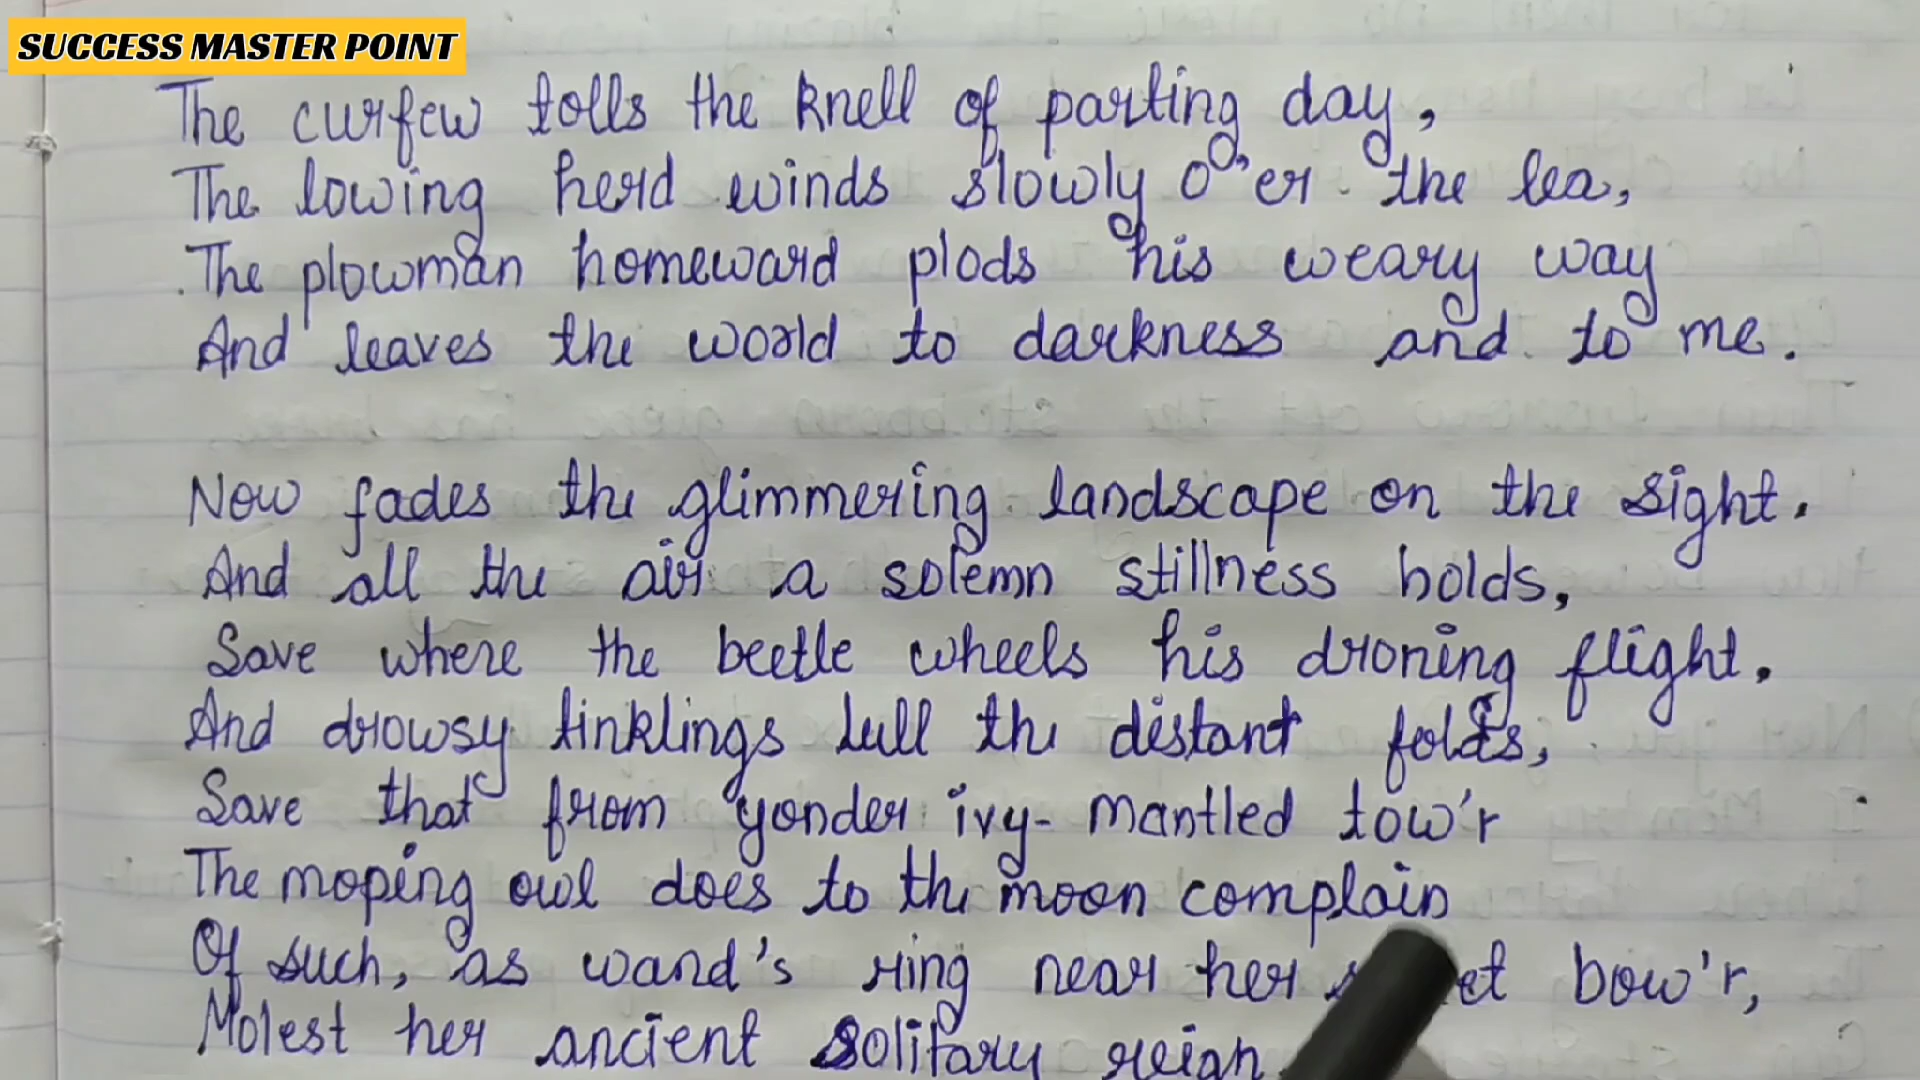 SUCCESS MASTER POINT
The curfew tolls the knell of parting day,
The lowing herd winds slowly o'er the lea,
The plowman homeward plods his weary way
And leaves the world to darkness and to me.
Now fades the glimmering landscape on the sight.
And all the air a solemn stillness holds,
Save where the beetle wheels his droning flight.
And drowsy tinklings lull the distant folds,
Save that from yonder ivy-mantled tow'r
The moping owl does to the moon complain
Of such, as wand's ring near her bow'r,
Molest her ancient solitary reign